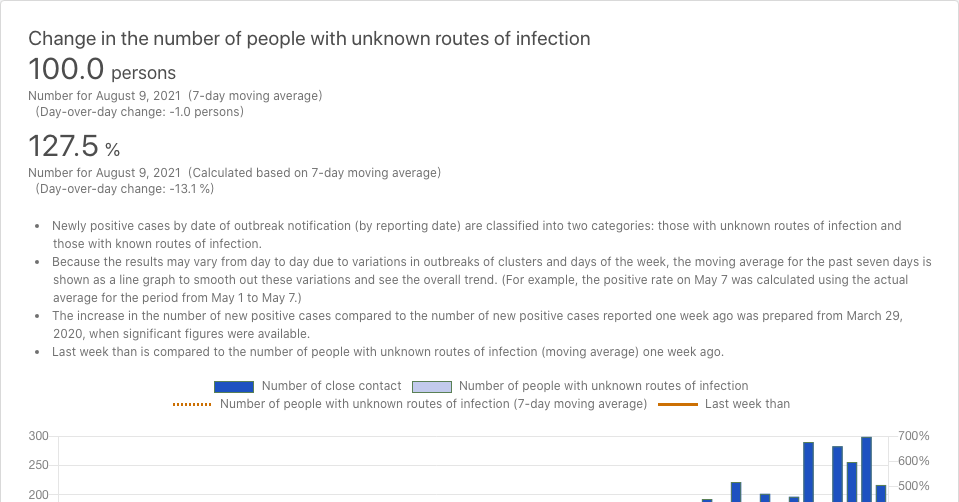 Change in the number of people with unknown routes of infection
100.0 persons
Number for August 9, 2021 (7-day moving average)
(Day-over-day change: -1.0 persons)
127.5 %
Number for August 9, 2021 (Calculated based on 7-day moving average)
(Day-over-day change: -13.1 %)
• Newly positive cases by date of outbreak notification (by reporting date) are classified into two categories: those with unknown routes of infection and
those with known routes of infection.
• Because the results may vary from day to day due to variations in outbreaks of clusters and days of the week, the moving average for the past seven days is
shown as a line graph to smooth out these variations and see the overall trend. (For example, the positive rate on May 7 was calculated using the actual
average for the period from May 1 to May 7.)
• The increase in the number of new positive cases compared to the number of new positive cases reported one week ago was prepared from March 29,
2020, when significant figures were available.
• Last week than is compared to the number of people with unknown routes of infection (moving average) one week ago.
Number of close contact Number of people with unknown routes of infection
Number of people with unknown routes of infection (7-day moving average) Last week than
300 700%
250 600%
200 500%